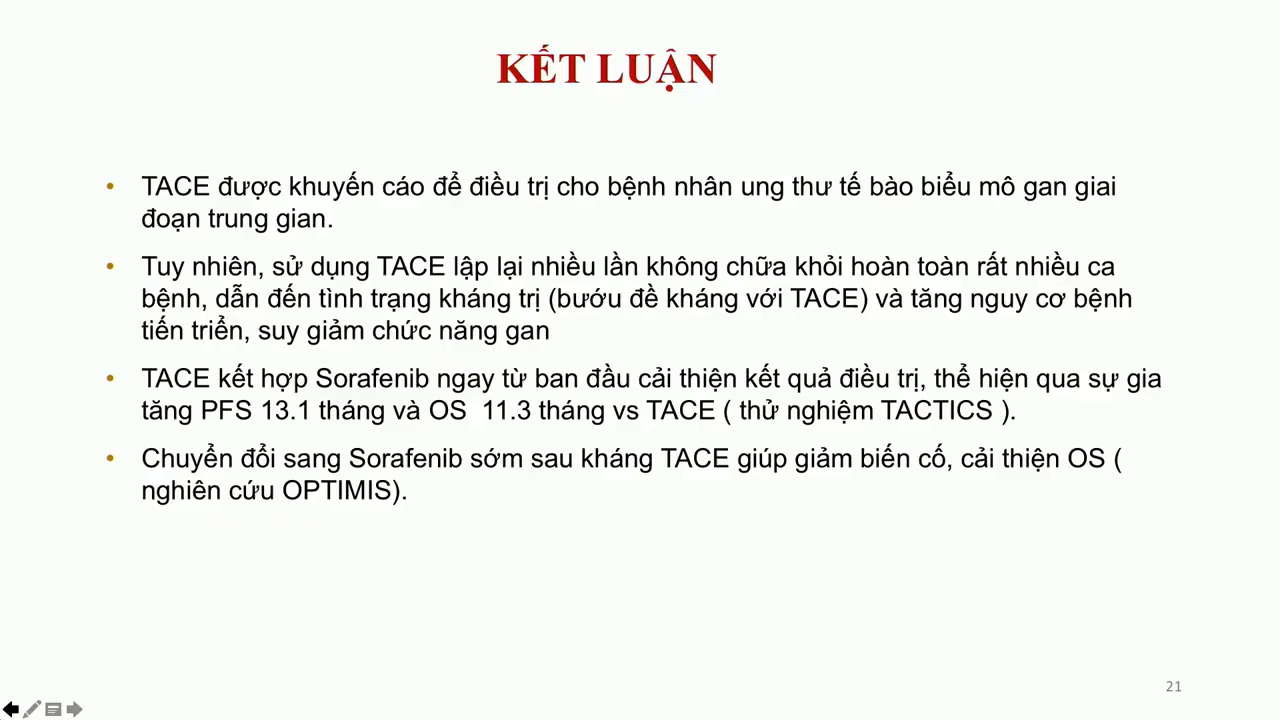 KẾT LUẬN
• TACE được khuyến cáo để điều trị cho bệnh nhân ung thư tế bào biểu mô gan giai
đoạn trung gian.
• Tuy nhiên, sử dụng TACE lập lại nhiều lần không chữa khỏi hoàn toàn rất nhiều ca
bệnh, dẫn đến tình trạng kháng trị (bướu đề kháng với TACE) và tăng nguy cơ bệnh
tiến triển, suy giảm chức năng gan
• TACE kết hợp Sorafenib ngay từ ban đầu cải thiện kết quả điều trị, thể hiện qua sự gia
tăng PFS 13.1 tháng và OS  11.3 tháng vs TACE ( thử nghiệm TACTICS ).
• Chuyển đổi sang Sorafenib sớm sau kháng TACE giúp giảm biến cố, cải thiện OS (
nghiên cứu OPTIMIS).
21